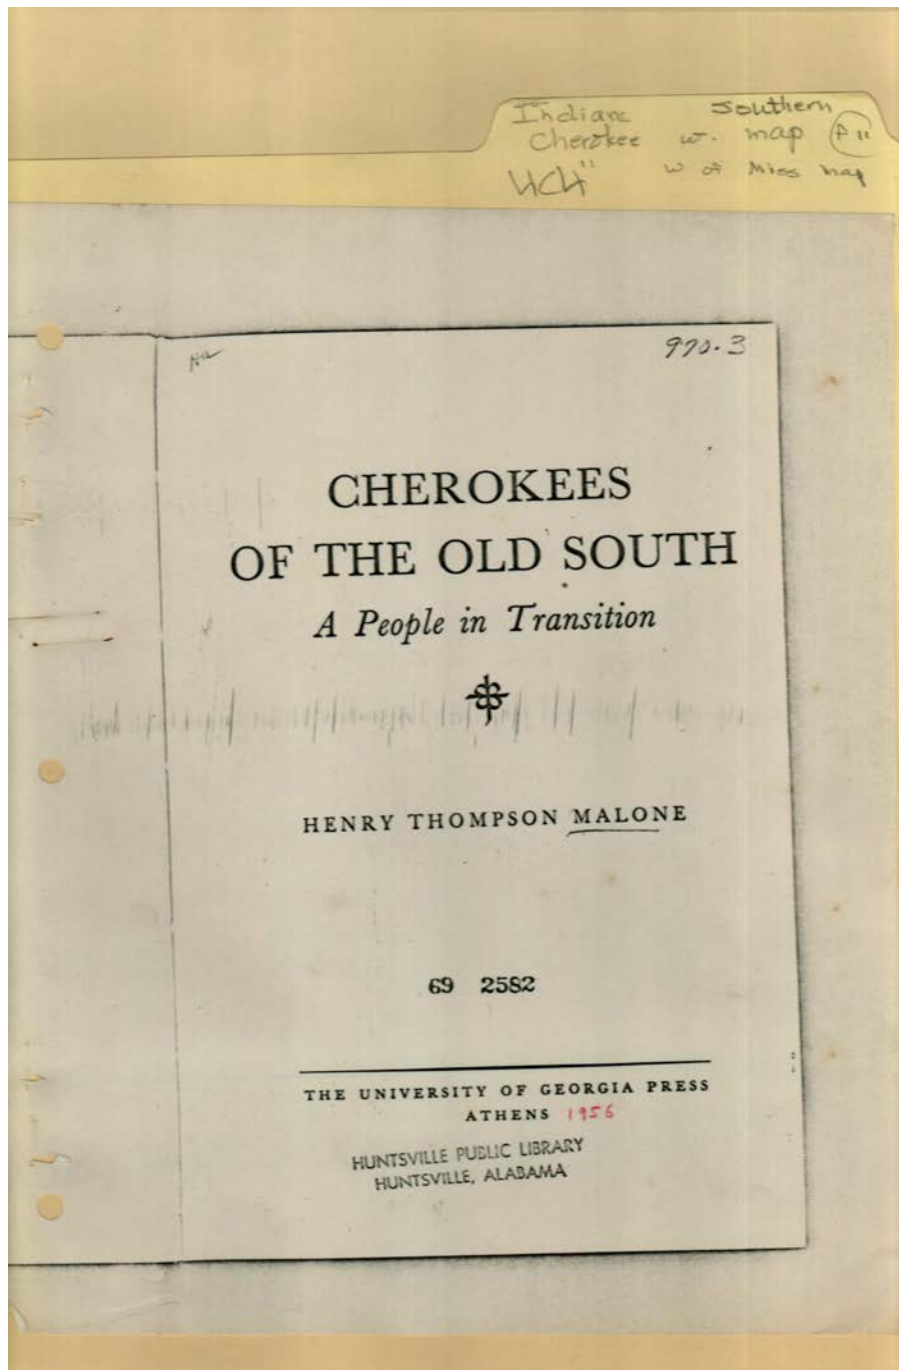 Indians Southern
Cherokee w. map P 11
"4C4" w of Miss map
970.3
CHEROKEES
OF THE OLD SOUTH
A People in Transition
HENRY THOMPSON MALONE
69 2582
THE UNIVERSITY OF GEORGIA PRESS
ATHENS 1956
HUNTSVILLE PUBLIC LIBRARY
HUNTSVILLE, ALABAMA